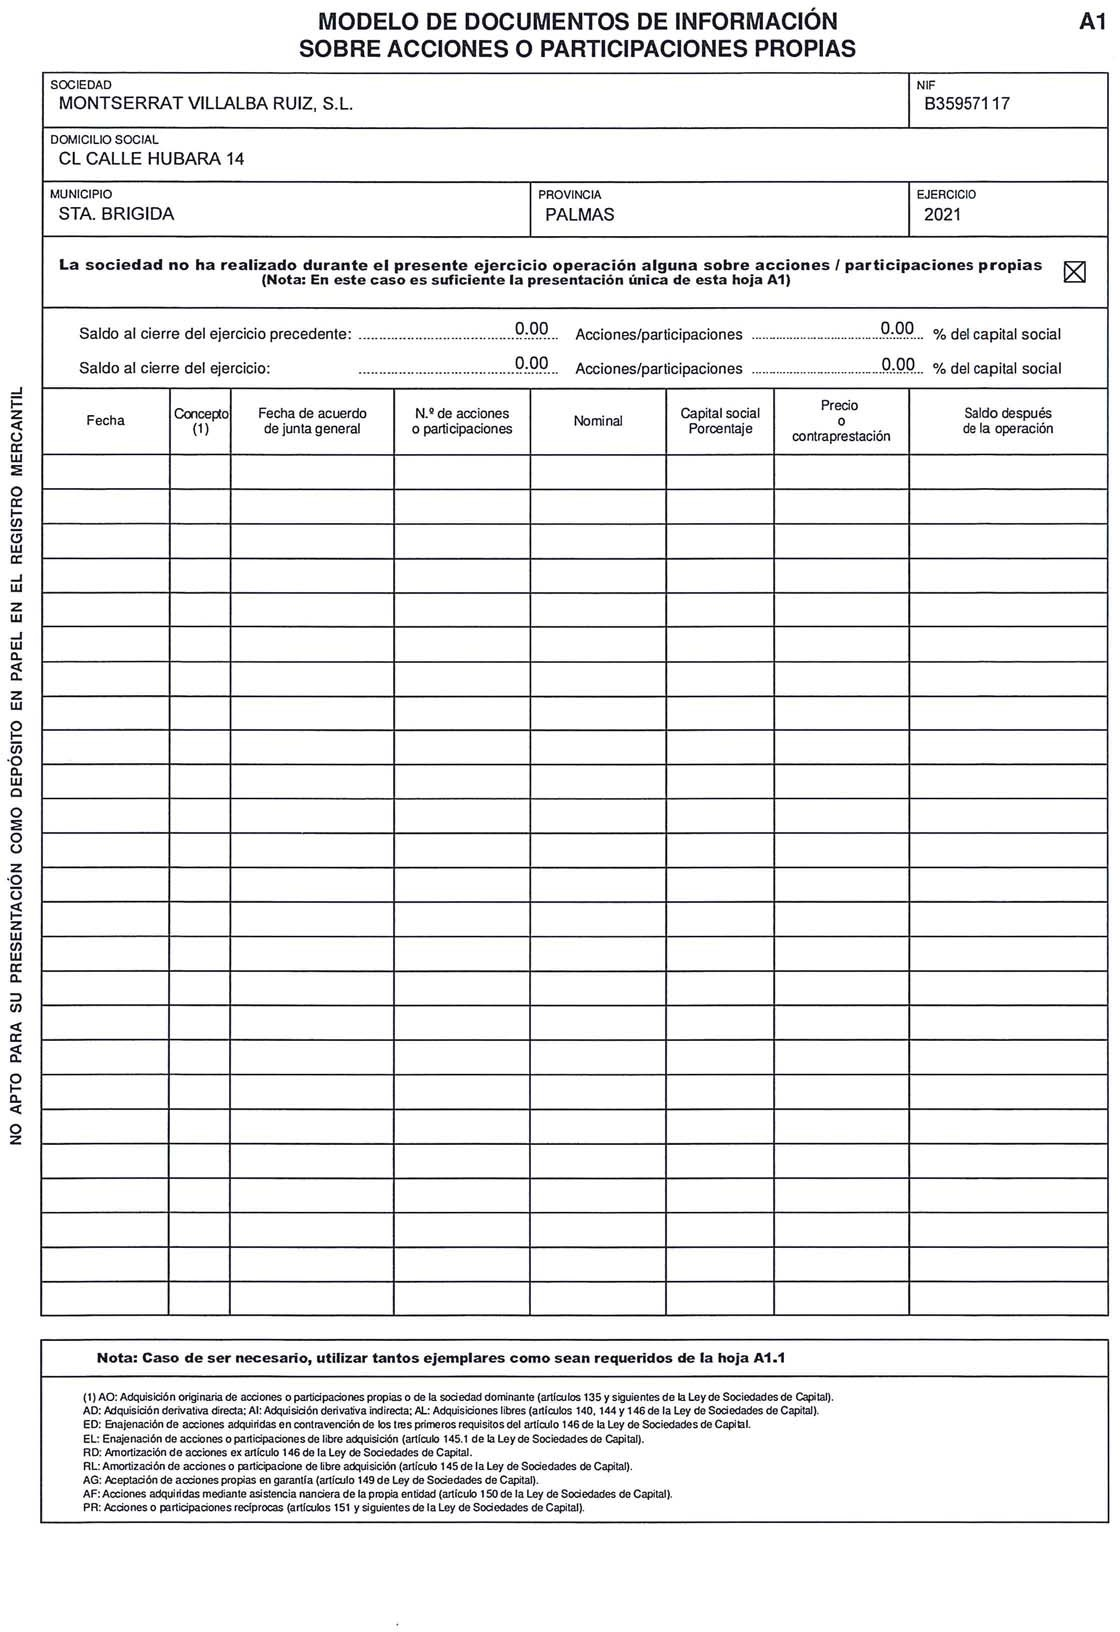 MODELO DE DOCUMENTOS DE INFORMACIÓN
SOBRE ACCIONES O PARTICIPACIONES PROPIAS
A1
SOCIEDAD
MONTSERRAT VILLALBA RUIZ, S.L.
NIF
B35957117
DOMICILIO SOCIAL
CL CALLE HUBARA 14
MUNICIPIO
STA. BRIGIDA
PROVINCIA
PALMAS
EJERCICIO
2021
La sociedad no ha realizado durante el presente ejercicio operación alguna sobre acciones / participaciones propias
(Nota: En este caso es suficiente la presentación única de esta hoja A1)
Saldo al cierre del ejercicio precedente: 0.00 Acciones/participaciones 0.00 % del capital social
Saldo al cierre del ejercicio: 0.00 Acciones/participaciones 0.00 % del capital social
Fecha
Concepto
(1)
Fecha de acuerdo
de junta general
N.º de acciones
o participaciones
Nominal
Capital social
Porcentaje
Precio
o
contraprestación
Saldo después
de la operación
NO APTO PARA SU PRESENTACIÓN COMO DEPÓSITO EN PAPEL EN EL REGISTRO MERCANTIL
Nota: Caso de ser necesario, utilizar tantos ejemplares como sean requeridos de la hoja A1.1
(1) AO: Adquisición originaria de acciones o participaciones propias o de la sociedad dominante (artículos 135 y siguientes de la Ley de Sociedades de Capital).
AD: Adquisición derivativa directa; AI: Adquisición derivativa indirecta; AL: Adquisiciones libres (artículos 140, 144 y 146 de la Ley de Sociedades de Capital).
ED: Enajenación de acciones adquiridas en contravención de los tres primeros requisitos del artículo 146 de la Ley de Sociedades de Capital.
EL: Enajenación de acciones o participaciones de libre adquisición (artículo 145.1 de la Ley de Sociedades de Capital).
RD: Amortización de acciones ex artículo 146 de la Ley de Sociedades de Capital.
RL: Amortización de acciones o participacione de libre adquisición (artículo 145 de la Ley de Sociedades de Capital).
AG: Aceptación de acciones propias en garantía (artículo 149 de Ley de Sociedades de Capital).
AF: Acciones adquiridas mediante asistencia nanciera de la propia entidad (artículo 150 de la Ley de Sociedades de Capital).
PR: Acciones o participaciones recíprocas (artículos 151 y siguientes de la Ley de Sociedades de Capital).